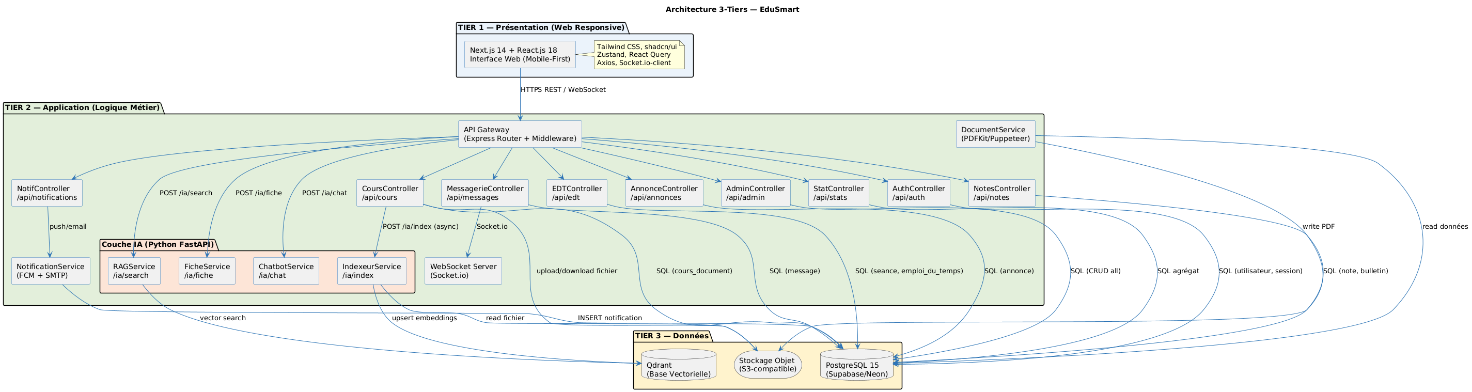 Architecture 3-Tiers — EduSmart
TIER 1 — Présentation (Web Responsive)
Next.js 14 + React.js 18
Interface Web (Mobile-First)
Tailwind CSS, shadcn/ui
Zustand, React Query
Axios, Socket.io-client
HTTPS REST / WebSocket
TIER 2 — Application (Logique Métier)
API Gateway
(Express Router + Middleware)
DocumentService
(PDFKit/Puppeteer)
NotifController
/api/notifications
POST /ia/search
POST /ia/fiche
POST /ia/chat
CoursController
/api/cours
MessagerieController
/api/messages
EDTController
/api/edt
AnnonceController
/api/annonces
AdminController
/api/admin
StatController
/api/stats
AuthController
/api/auth
NotesController
/api/notes
push/email
POST /ia/index (async)
Socket.io
write PDF
read données
Couche IA (Python FastAPI)
NotificationService
(FCM + SMTP)
RAGService
/ia/search
FicheService
/ia/fiche
ChatbotService
/ia/chat
IndexeurService
/ia/index
WebSocket Server
(Socket.io)
upload/download fichier
SQL (cours_document)
SQL (message)
SQL (seance, emploi_du_temps)
SQL (annonce)
SQL (CRUD all)
SQL agrégat
SQL (utilisateur, session)
SQL (note, bulletin)
vector search
upsert embeddings
read fichier
INSERT notification
TIER 3 — Données
Qdrant
(Base Vectorielle)
Stockage Objet
(S3-compatible)
PostgreSQL 15
(Supabase/Neon)